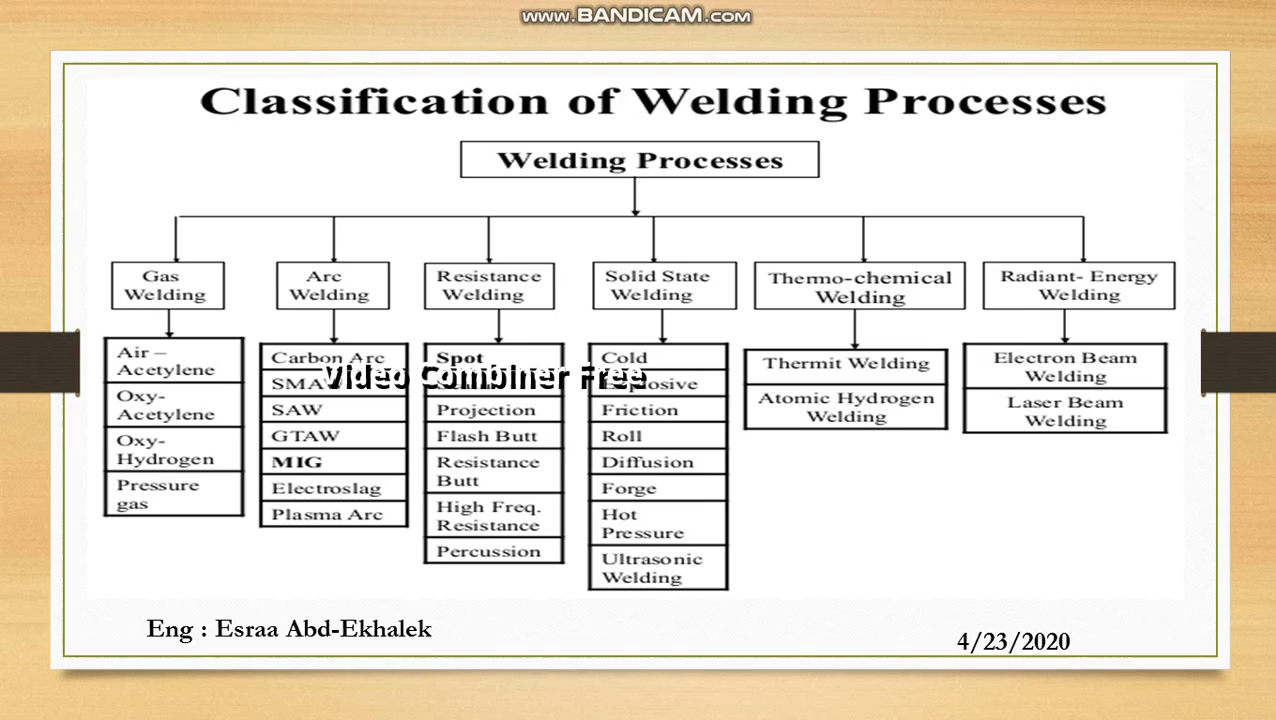 www.BANDICAM.com
Classification of Welding Processes
Welding Processes
Gas
Welding
Air –
Acetylene
Oxy-
Acetylene
Oxy-
Hydrogen
Pressure
gas
Arc
Welding
Carbon Arc
SMAW
SAW
GTAW
MIG
Electroslag
Plasma Arc
Resistance
Welding
Spot
Projection
Flash Butt
Resistance
Butt
High Freq.
Resistance
Percussion
Solid State
Welding
Cold
Explosive
Friction
Roll
Diffusion
Forge
Hot
Pressure
Ultrasonic
Welding
Thermo-chemical
Welding
Thermit Welding
Atomic Hydrogen
Welding
Radiant- Energy
Welding
Electron Beam
Welding
Laser Beam
Welding
Video Combiner Free
Eng : Esraa Abd-Ekhalek
4/23/2020